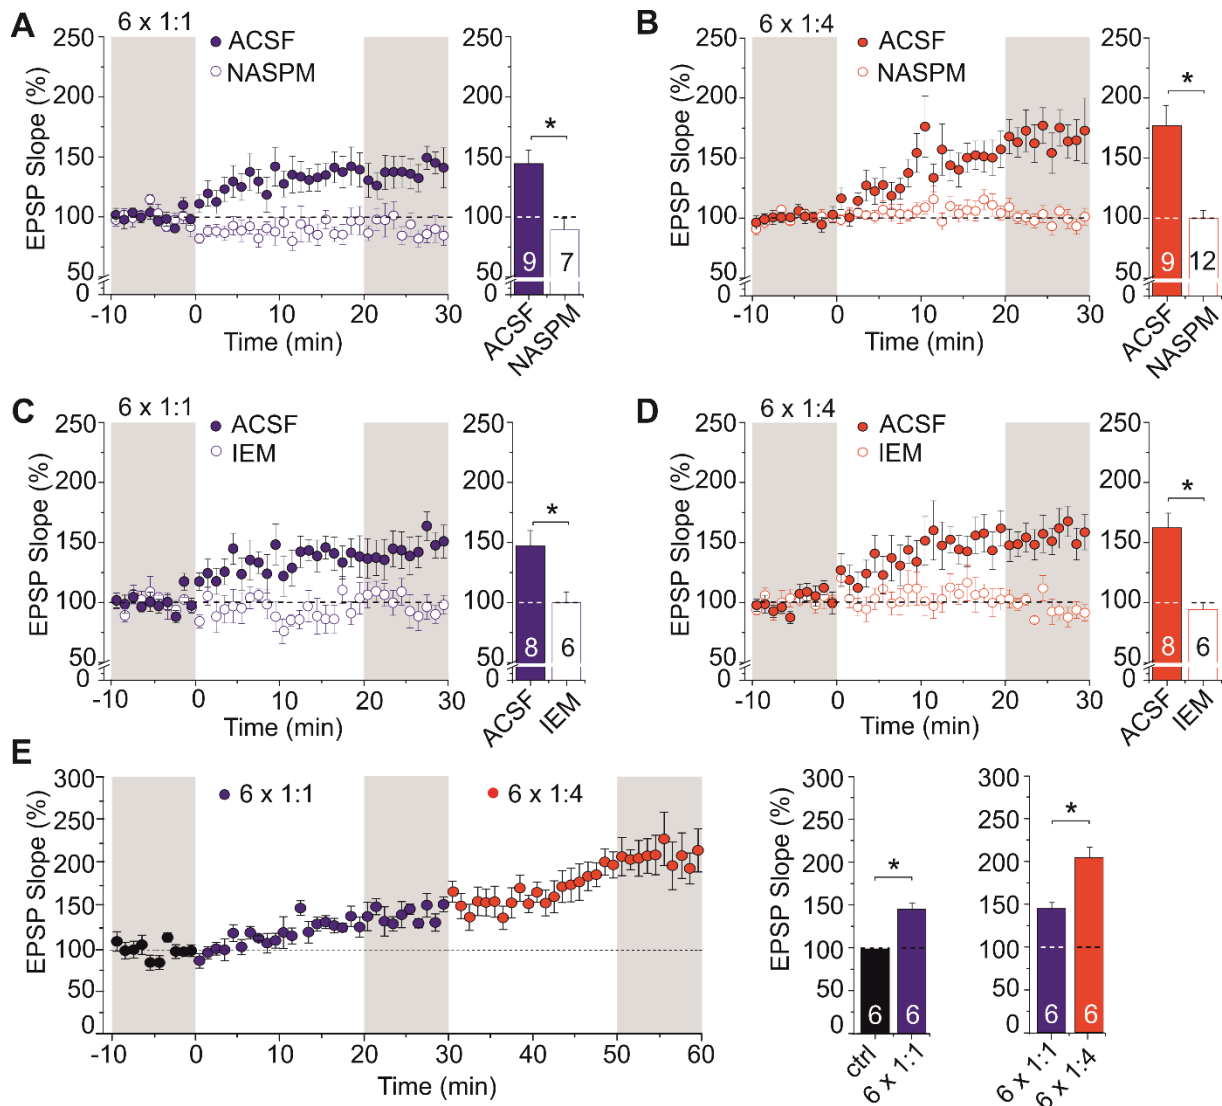 A
6 x 1:1
ACSF
NASPM
EPSP Slope (%)
250
200
150
100
50
0
-10 0 10 20 30
Time (min)
250
200
150
100
50
0
*
9 7
ACSF NASPM
B
6 x 1:4
ACSF
NASPM
EPSP Slope (%)
250
200
150
100
50
0
-10 0 10 20 30
Time (min)
250
200
150
100
50
0
*
9 12
ACSF NASPM
C
6 x 1:1
ACSF
IEM
EPSP Slope (%)
250
200
150
100
50
0
-10 0 10 20 30
Time (min)
250
200
150
100
50
0
*
8 6
ACSF IEM
D
6 x 1:4
ACSF
IEM
EPSP Slope (%)
250
200
150
100
50
0
-10 0 10 20 30
Time (min)
250
200
150
100
50
0
*
8 6
ACSF IEM
E
6 x 1:1 6 x 1:4
EPSP Slope (%)
300
250
200
150
100
50
0
-10 0 10 20 30 40 50 60
Time (min)
EPSP Slope (%)
300
250
200
150
100
50
0
*
6 6
ctrl 6 x 1:1
300
250
200
150
100
50
0
*
6 6
6 x 1:1 6 x 1:4